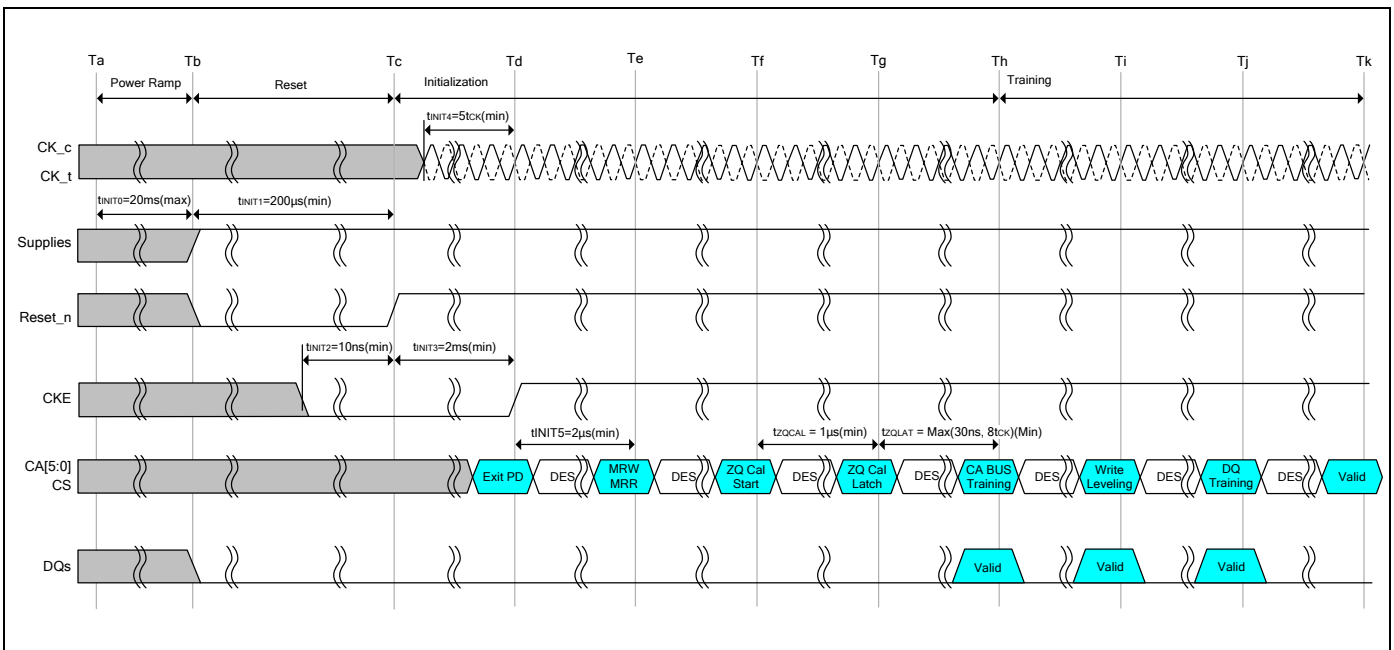 Ta Tb Tc Td Te Tf Tg Th Ti Tj Tk
Power Ramp Reset Initialization Training
tINIT4=5tCK(min)
CK_c
CK_t
tINIT0=20ms(max) tINIT1=200µs(min)
Supplies
Reset_n
tINIT2=10ns(min) tINIT3=2ms(min)
CKE
tINIT5=2µs(min) tZQCAL = 1µs(min) tZQLAT = Max(30ns, 8tCK)(Min)
CA[5:0]
CS
Exit PD DES MRW DES ZQ Cal DES ZQ Cal DES CA BUS DES Write DES DQ DES Valid
MRR Start Latch Training Leveling Training
DQs Valid Valid Valid